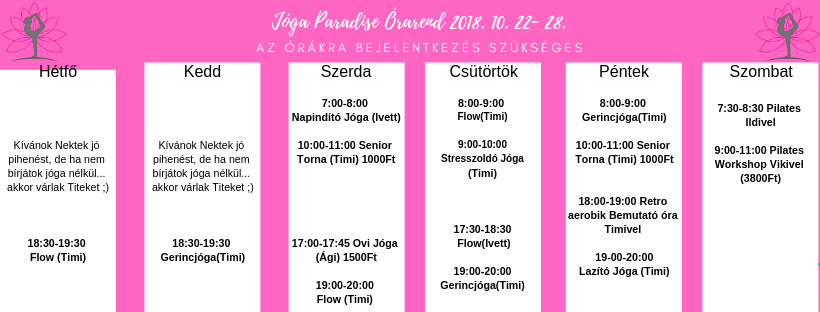 Jóga Paradise Órarend 2018. 10. 22- 28.
AZ ÓRÁKRA BEJELENTKEZÉS SZÜKSÉGES
Hétfő
Kívánok Nektek jó
pihenést, de ha nem
bírjátok jóga nélkül...
akkor várlak Titeket ;)
18:30-19:30
Flow (Timi)
Kedd
Kívánok Nektek jó
pihenést, de ha nem
bírjátok jóga nélkül...
akkor várlak Titeket ;)
18:30-19:30
Gerincjóga(Timi)
Szerda
7:00-8:00
Napindító Jóga (Ivett)
10:00-11:00 Senior
Torna (Timi) 1000Ft
17:00-17:45 Ovi Jóga
(Ági) 1500Ft
19:00-20:00
Flow (Timi)
Csütörtök
8:00-9:00
Flow(Timi)
9:00-10:00
Stresszoldó Jóga
(Timi)
17:30-18:30
Flow(Ivett)
19:00-20:00
Gerincjóga(Timi)
Péntek
8:00-9:00
Gerincjóga(Timi)
10:00-11:00 Senior
Torna (Timi) 1000Ft
18:00-19:00 Retro
aerobik Bemutató óra
Timivel
19-00-20:00
Lazító Jóga (Timi)
Szombat
7:30-8:30 Pilates
Ildivel
9:00-11:00 Pilates
Workshop Vikivel
(3800Ft)